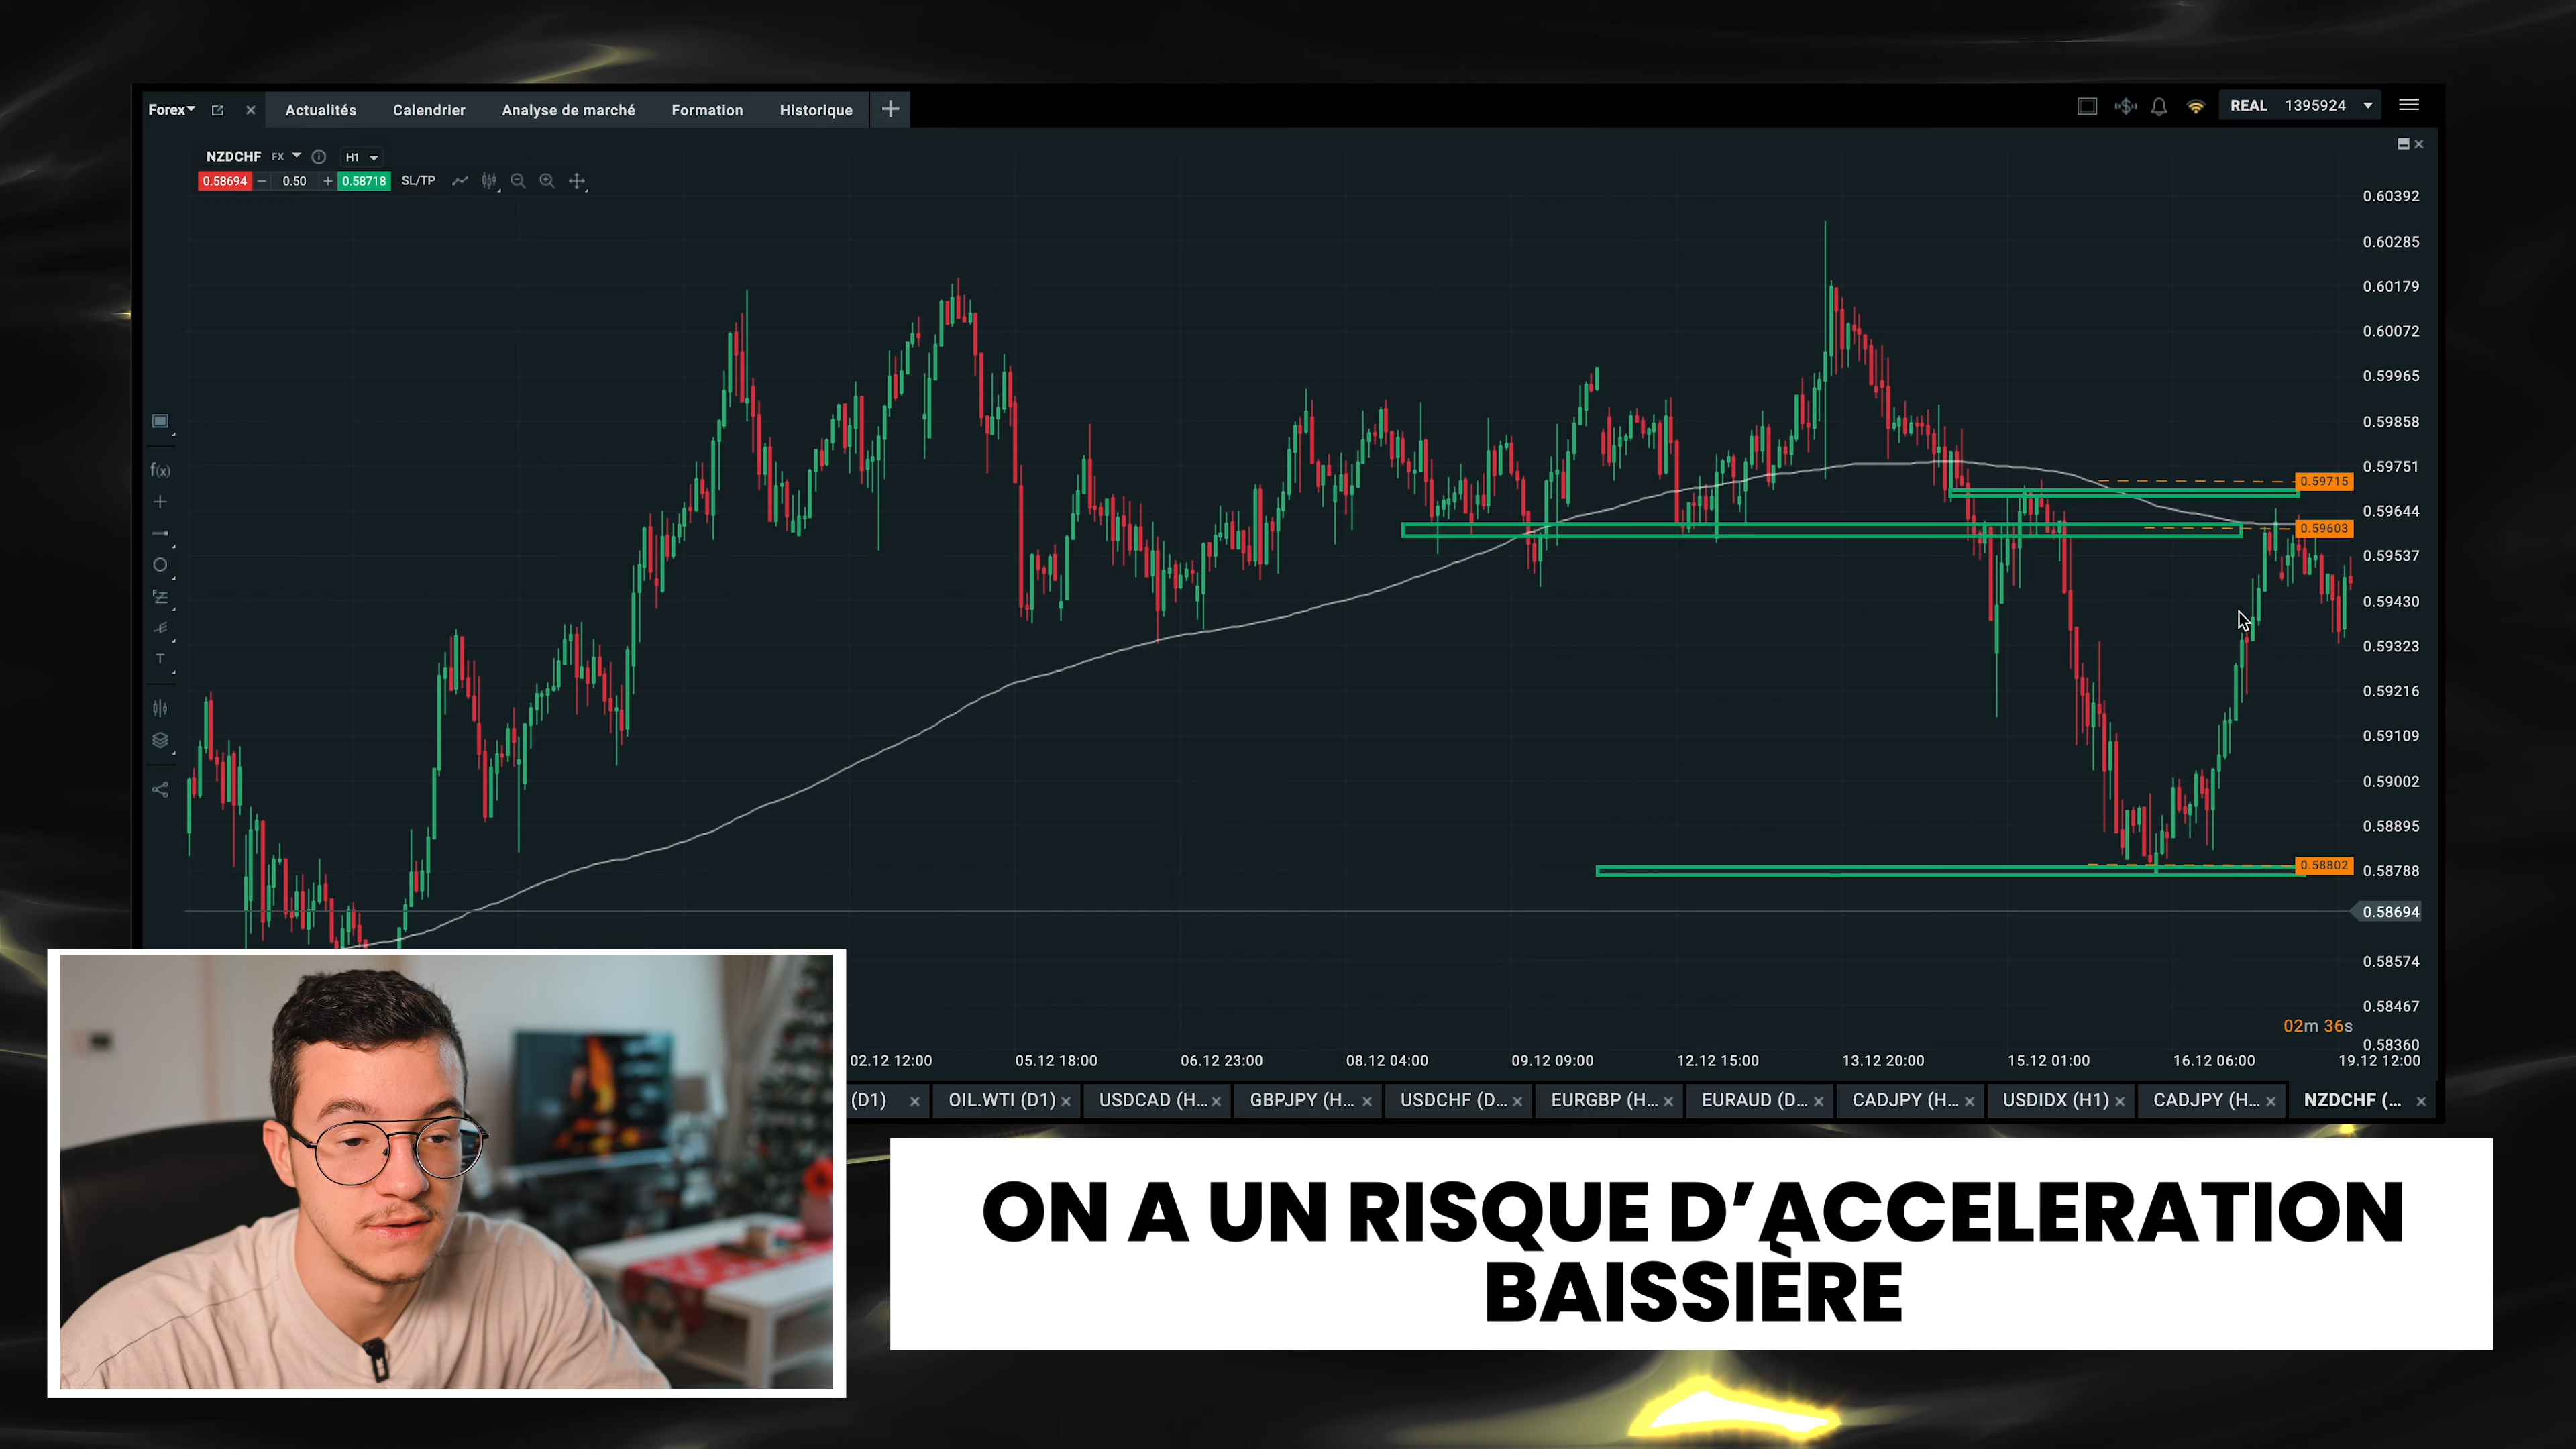 Forex Actualités Calendrier Analyse de marché Formation Historique REAL 1395924
NZDCHF FX H1
0.58694 0.50 0.58718 SL/TP
0.60392
0.60285
0.60179
0.60072
0.59965
0.59858
0.59751
0.59715
0.59644
0.59603
0.59537
0.59430
0.59323
0.59216
0.59109
0.59002
0.58895
0.58802
0.58788
0.58694
0.58574
0.58467
02m 36s
0.58360
f(x)
T
02.12 12:00 05.12 18:00 06.12 23:00 08.12 04:00 09.12 09:00 12.12 15:00 13.12 20:00 15.12 01:00 16.12 06:00 19.12 12:00
(D1) OIL.WTI (D1) USDCAD (H... GBPJPY (H... USDCHF (D... EURGBP (H... EURAUD (D... CADJPY (H... USDIDX (H1) CADJPY (H... NZDCHF (...
ON A UN RISQUE D’ACCELERATION
BAISSIÈRE